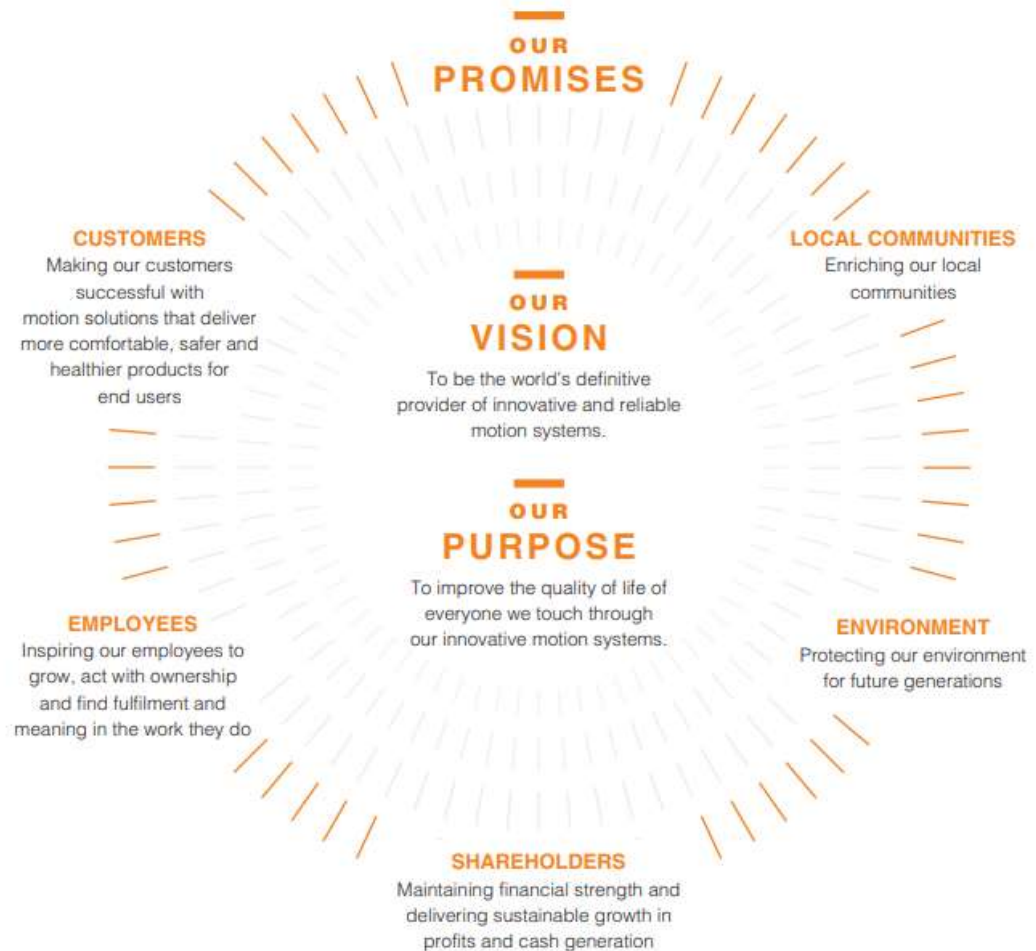 OUR
PROMISES
CUSTOMERS
Making our customers
successful with
motion solutions that deliver
more comfortable, safer and
healthier products for
end users
LOCAL COMMUNITIES
Enriching our local
communities
OUR
VISION
To be the world's definitive
provider of innovative and reliable
motion systems.
OUR
PURPOSE
To improve the quality of life of
everyone we touch through
our innovative motion systems.
EMPLOYEES
Inspiring our employees to
grow, act with ownership
and find fulfilment and
meaning in the work they do
ENVIRONMENT
Protecting our environment
for future generations
SHAREHOLDERS
Maintaining financial strength and
delivering sustainable growth in
profits and cash generation